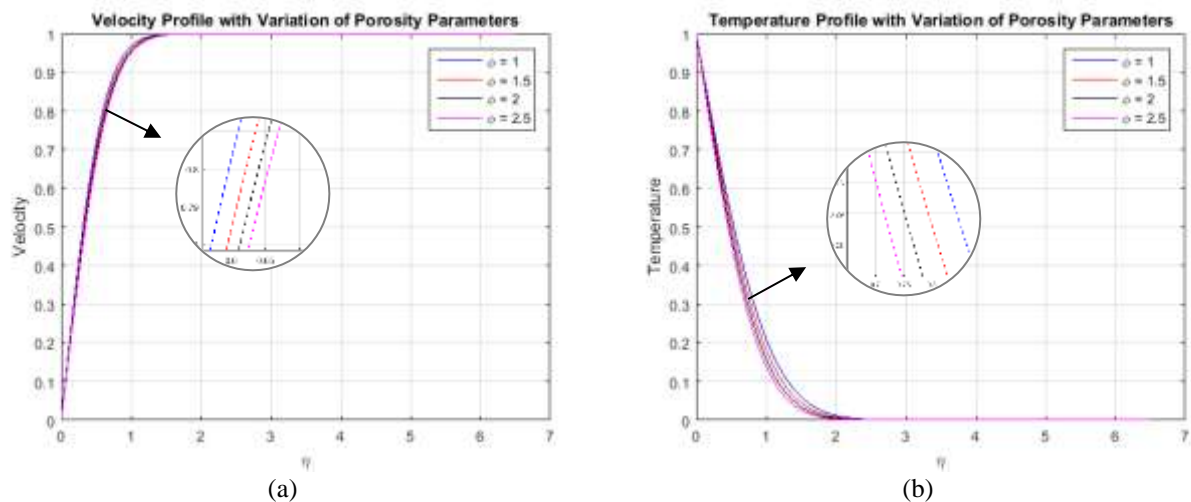 Velocity Profile with Variation of Porosity Parameters
1
0.9
0.8
0.7
0.6
0.5
0.4
0.3
0.2
0.1
0
Velocity
0 1 2 3 4 5 6 7
η
ϕ = 1
ϕ = 1.5
ϕ = 2
ϕ = 2.5
(a)
Temperature Profile with Variation of Porosity Parameters
1
0.9
0.8
0.7
0.6
0.5
0.4
0.3
0.2
0.1
0
Temperature
0 1 2 3 4 5 6 7
η
ϕ = 1
ϕ = 1.5
ϕ = 2
ϕ = 2.5
(b)